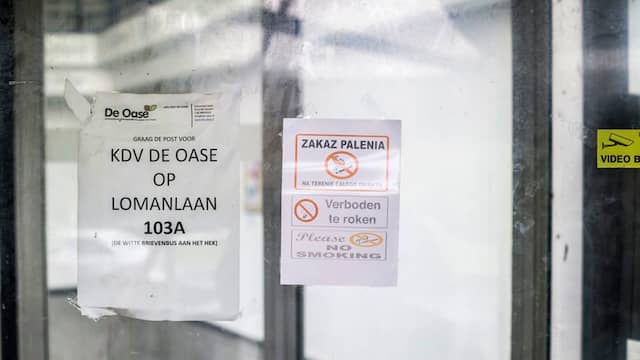 De Oase
GRAAG DE POST VOOR
KDV DE OASE
OP
LOMANLAAN
103A
(DE WITTE BRIEVENBUS AAN HET HEK)
ZAKAZ PALENIA
NA TERENIE CAŁEGO OBIEKTU
Verboden
te roken
Please
NO
SMOKING
VIDEO B